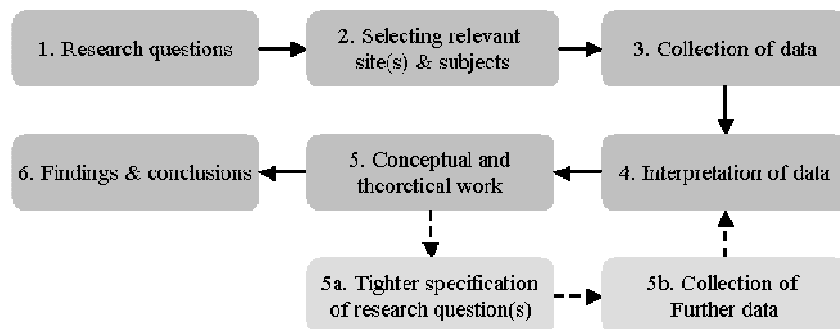 1. Research questions
2. Selecting relevant
site(s) & subjects
3. Collection of data
6. Findings & conclusions
5. Conceptual and
theoretical work
4. Interpretation of data
5a. Tighter specification
of research question(s)
5b. Collection of
Further data